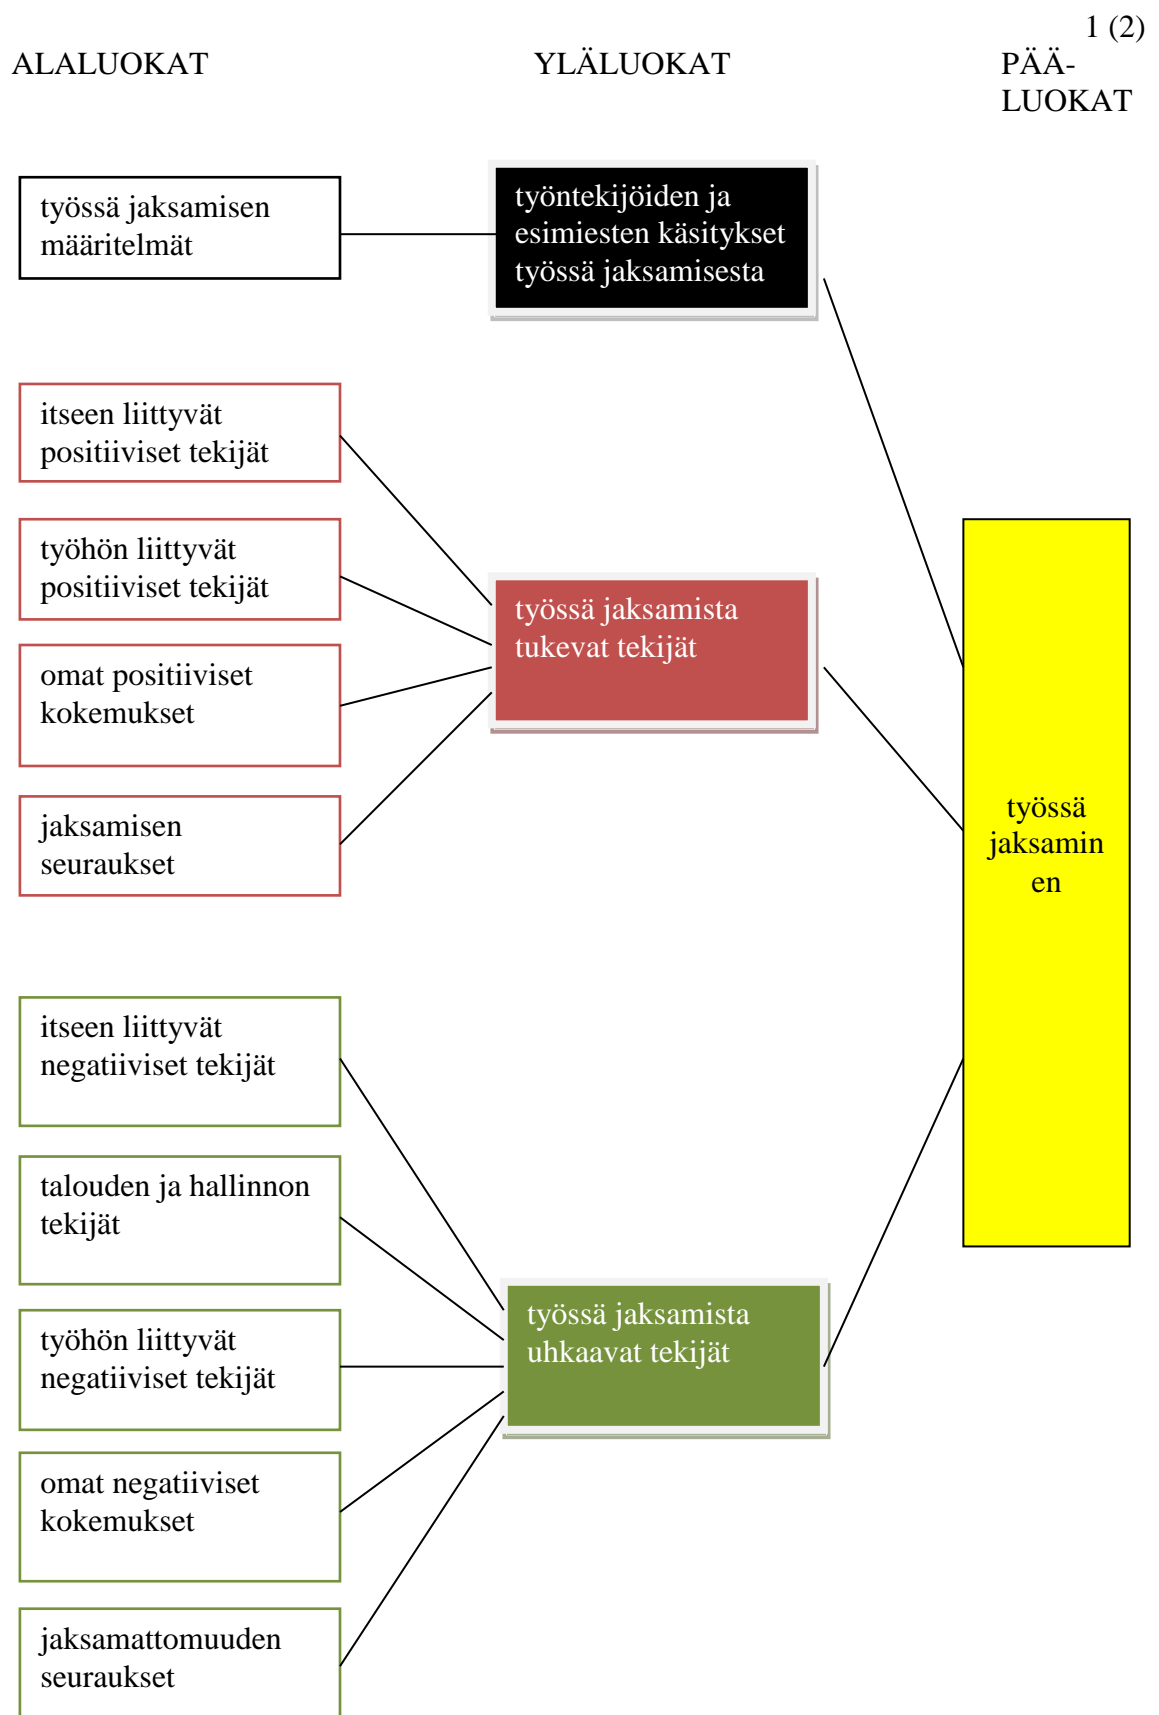 1 (2)
ALALUOKAT
YLÄLUOKAT
PÄÄ-
LUOKAT
työssä jaksamisen
määritelmät
työntekijöiden ja
esimiesten käsitykset
työssä jaksamisesta
itseen liittyvät
positiiviset tekijät
työhön liittyvät
positiiviset tekijät
omat positiiviset
kokemukset
jaksamisen
seuraukset
työssä jaksamista
tukevat tekijät
työssä
jaksamin
en
itseen liittyvät
negatiiviset tekijät
talouden ja hallinnon
tekijät
työhön liittyvät
negatiiviset tekijät
omat negatiiviset
kokemukset
jaksamattomuuden
seuraukset
työssä jaksamista
uhkaavat tekijät